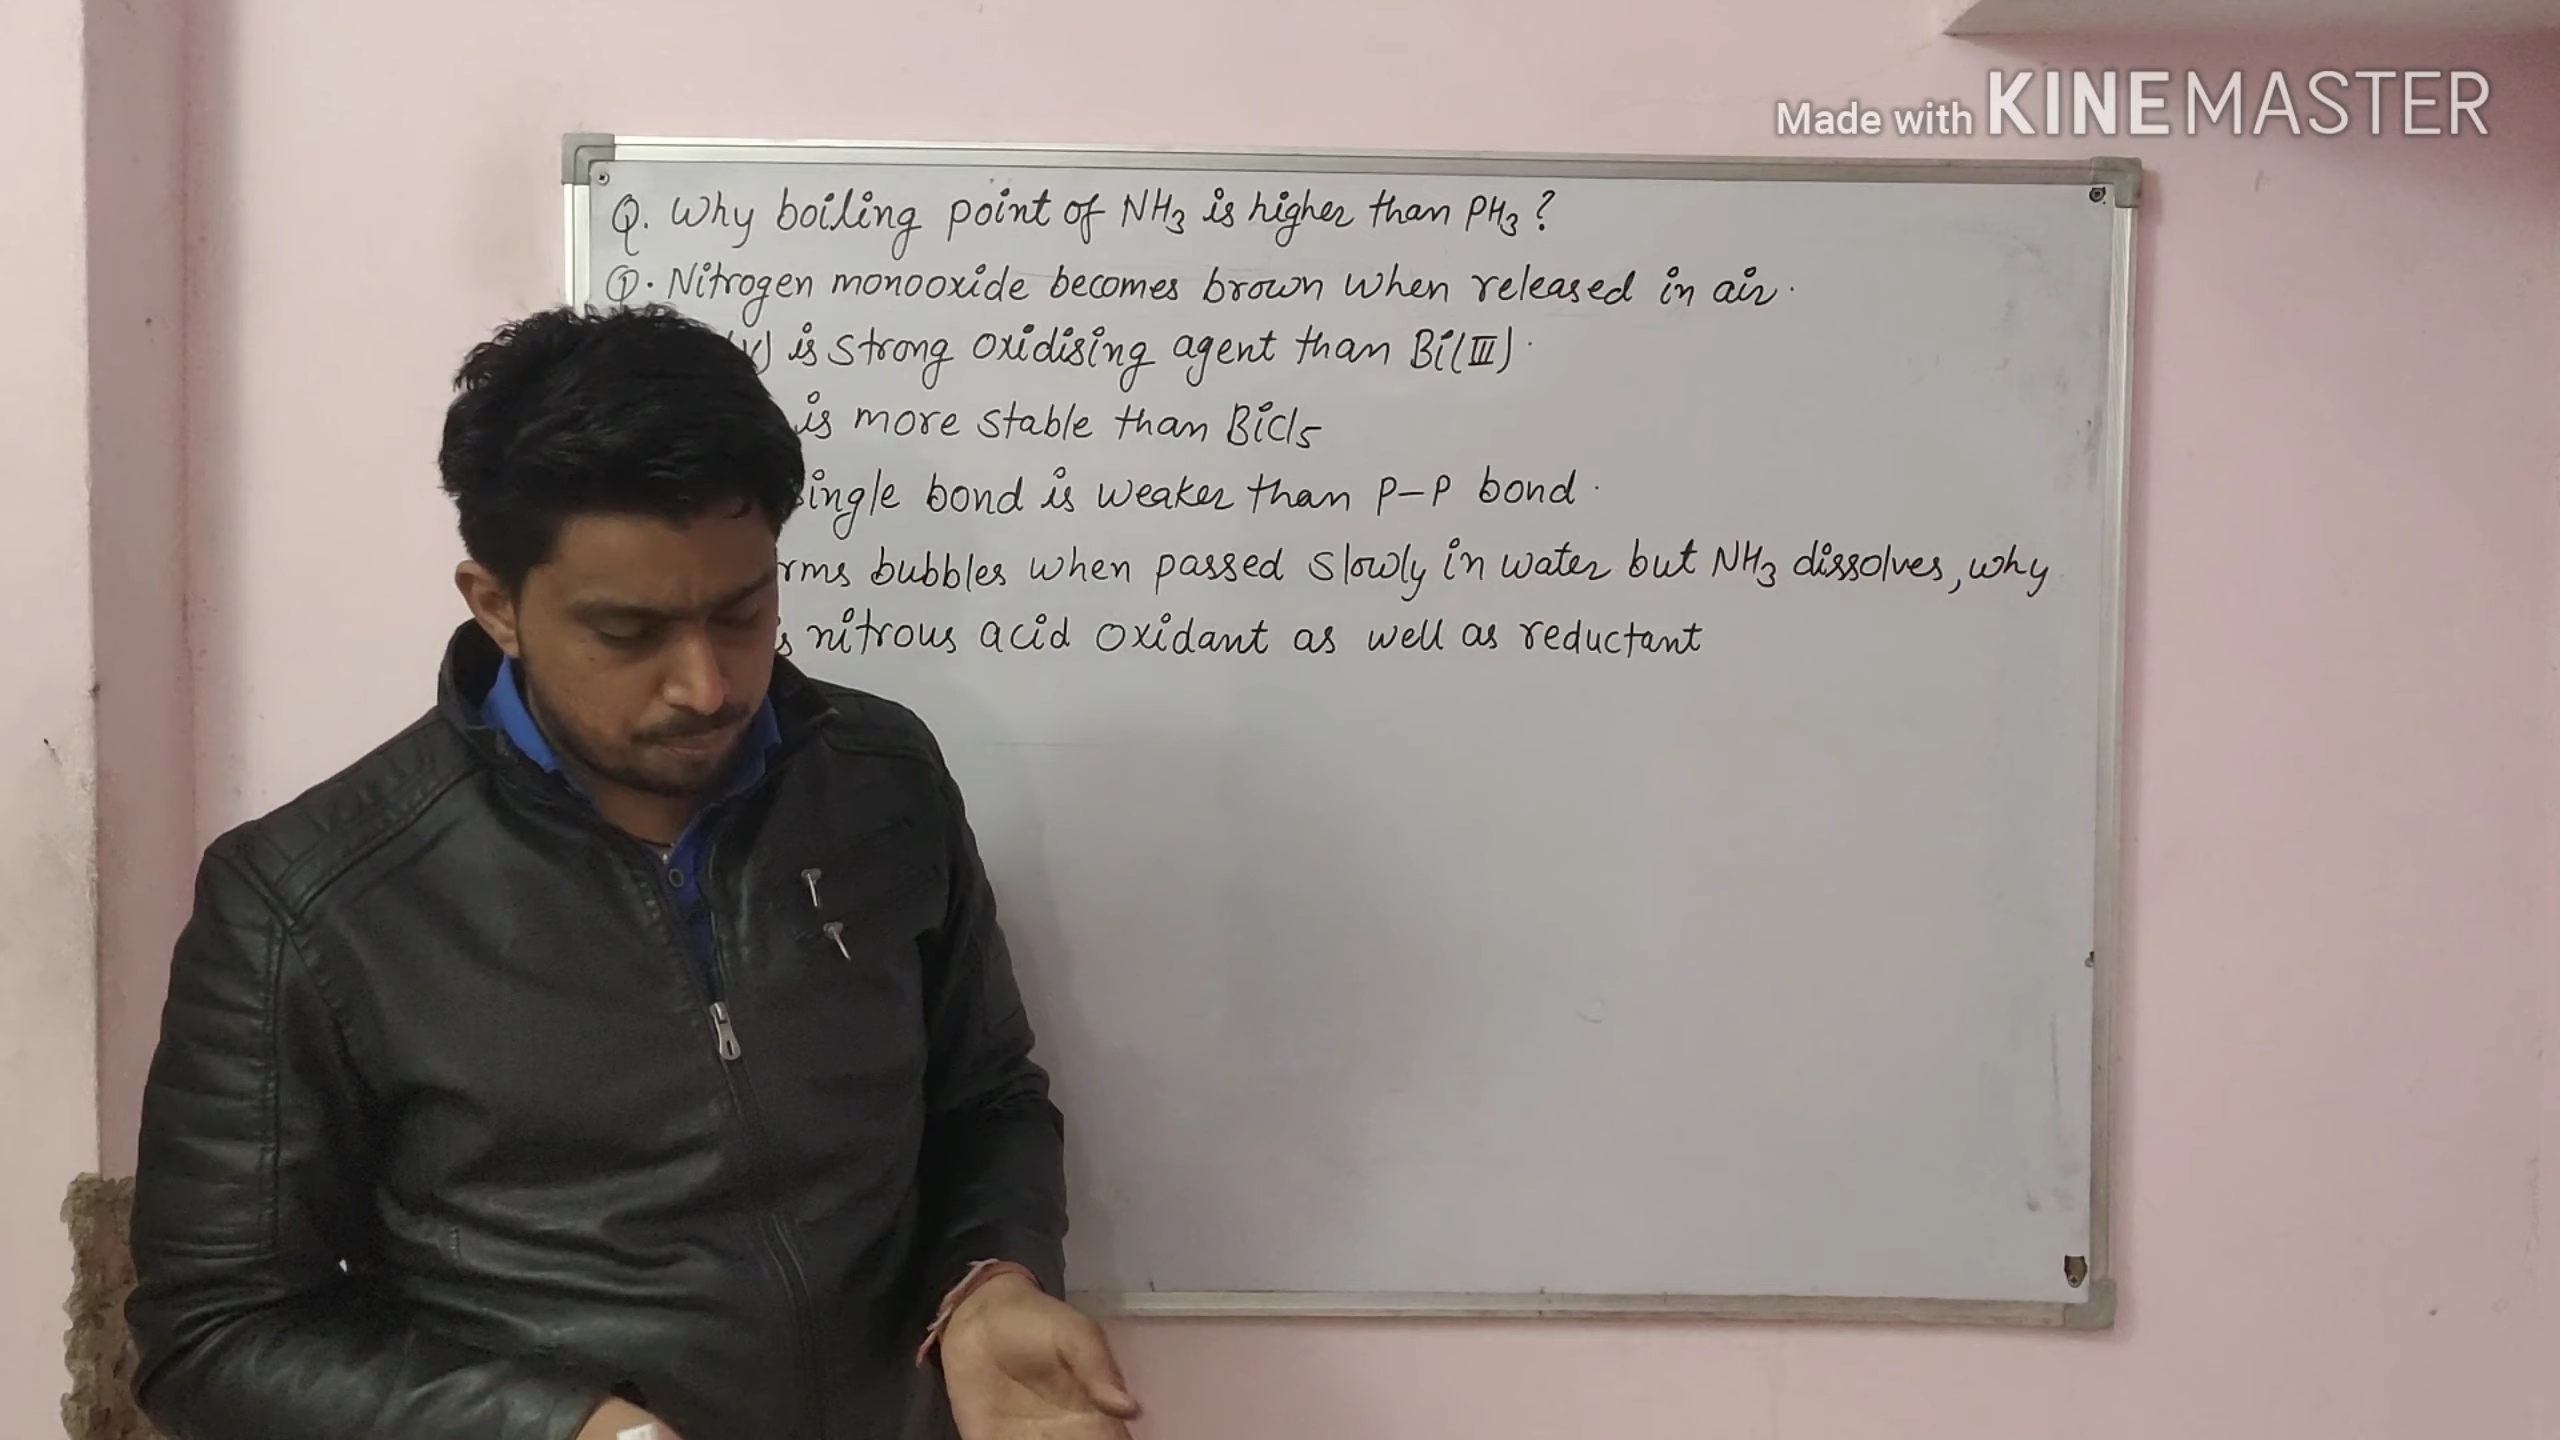 Made with KINEMASTER
Q. Why boiling point of NH3 is higher than PH3?
Q. Nitrogen monooxide becomes brown when released in air.
(V) is strong oxidising agent than Bi(III).
is more stable than BiCl5
single bond is weaker than P-P bond.
bubbles when passed slowly in water but NH3 dissolves, why
nitrous acid oxidant as well as reductant